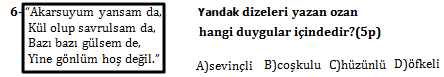 6- “Akarsuyum yansam da,
Kül olup savrulsam da,
Bazı bazı gülsem de,
Yine gönlüm hoş değil.”
Yandak dizeleri yazan ozan
hangi duygular içindedir?(5p)
A)sevinçli B)coşkulu C)hüzünlü D)öfkeli